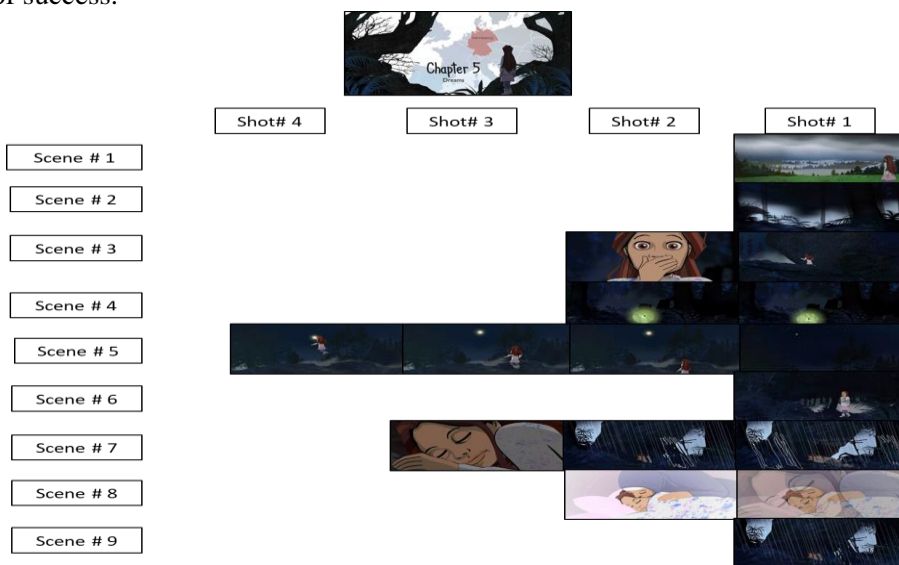 of success.
Chapter 5
Dreams
Shot# 4
Shot# 3
Shot# 2
Shot# 1
Scene # 1
Scene # 2
Scene # 3
Scene # 4
Scene # 5
Scene # 6
Scene # 7
Scene # 8
Scene # 9